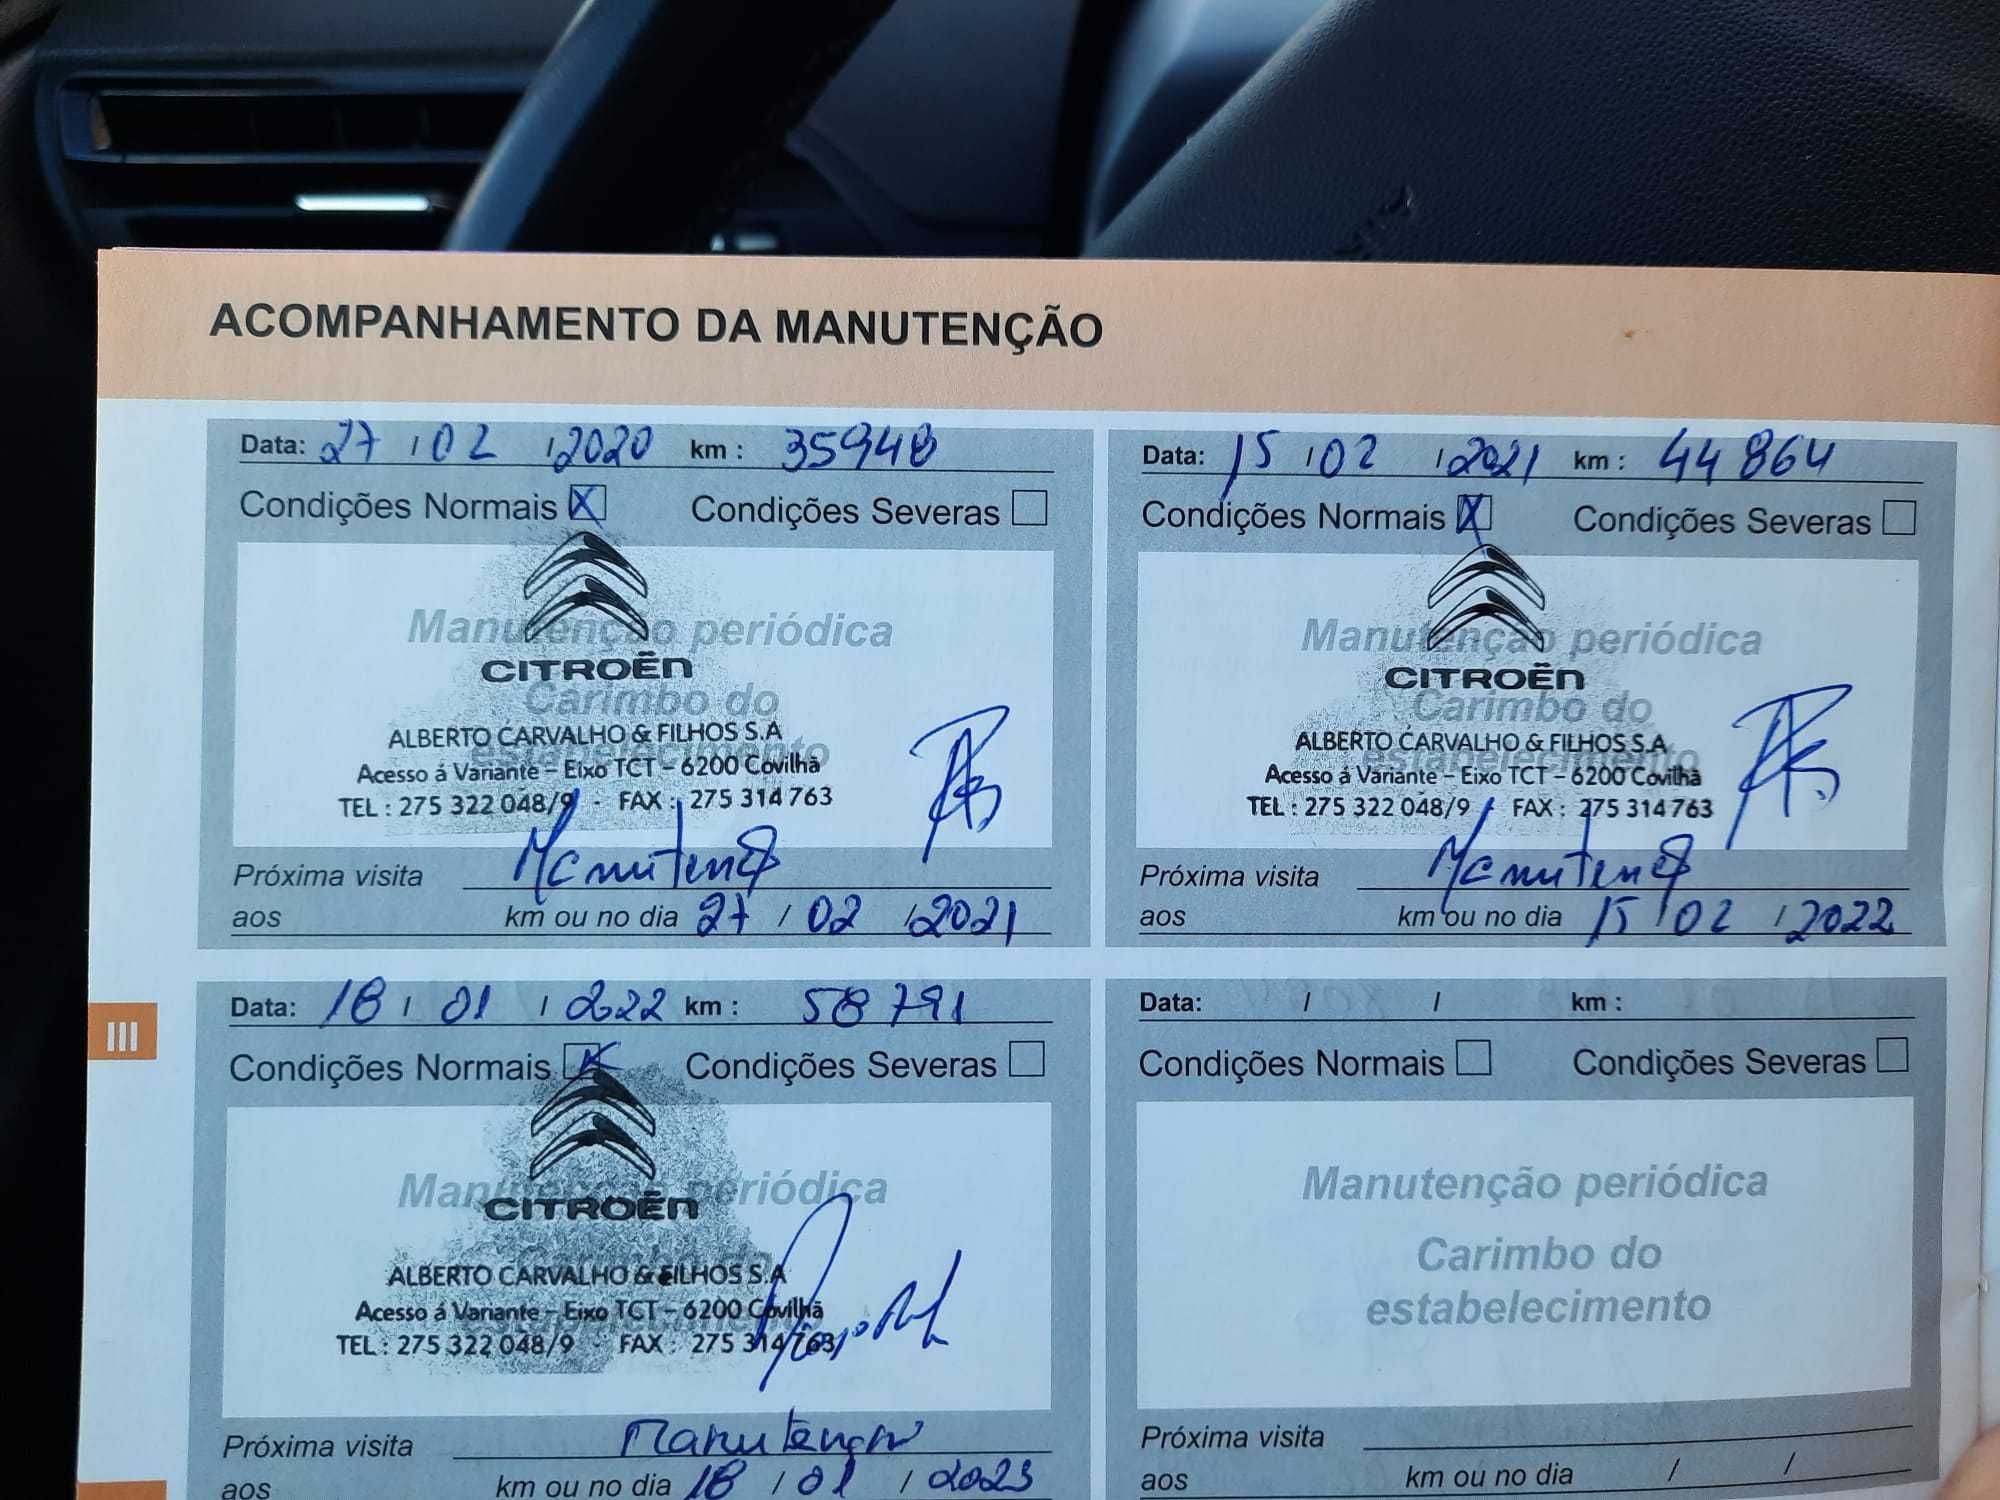 ACOMPANHAMENTO DA MANUTENÇÃO
Data: 27 / 02 / 2020 km : 35948
Condições Normais X Condições Severas
Manutenção periódica
CITROËN
Carimbo do
estabelecimento
ALBERTO CARVALHO & FILHOS S.A
Acesso á Variante – Eixo TCT – 6200 Covilhã
TEL : 275 322 048/9 - FAX : 275 314 763
Próxima visita
aos km ou no dia 27 / 02 / 2021
Data: 15 / 02 / 2021 km : 44864
Condições Normais X Condições Severas
Manutenção periódica
CITROËN
Carimbo do
estabelecimento
ALBERTO CARVALHO & FILHOS S.A
Acesso á Variante – Eixo TCT – 6200 Covilhã
TEL : 275 322 048/9 FAX : 275 314 763
Próxima visita
aos km ou no dia 15 / 02 / 2022
III
Data: 18 / 01 / 2022 km : 58791
Condições Normais X Condições Severas
Manutenção periódica
CITROËN
ALBERTO CARVALHO & FILHOS S.A
Acesso á Variante – Eixo TCT – 6200 Covilhã
TEL : 275 322 048/9 - FAX : 275 314 763
Próxima visita Manutenção
aos km ou no dia 18 / 01 / 2023
Data: / / km :
Condições Normais Condições Severas
Manutenção periódica
Carimbo do
estabelecimento
Próxima visita
aos km ou no dia / /